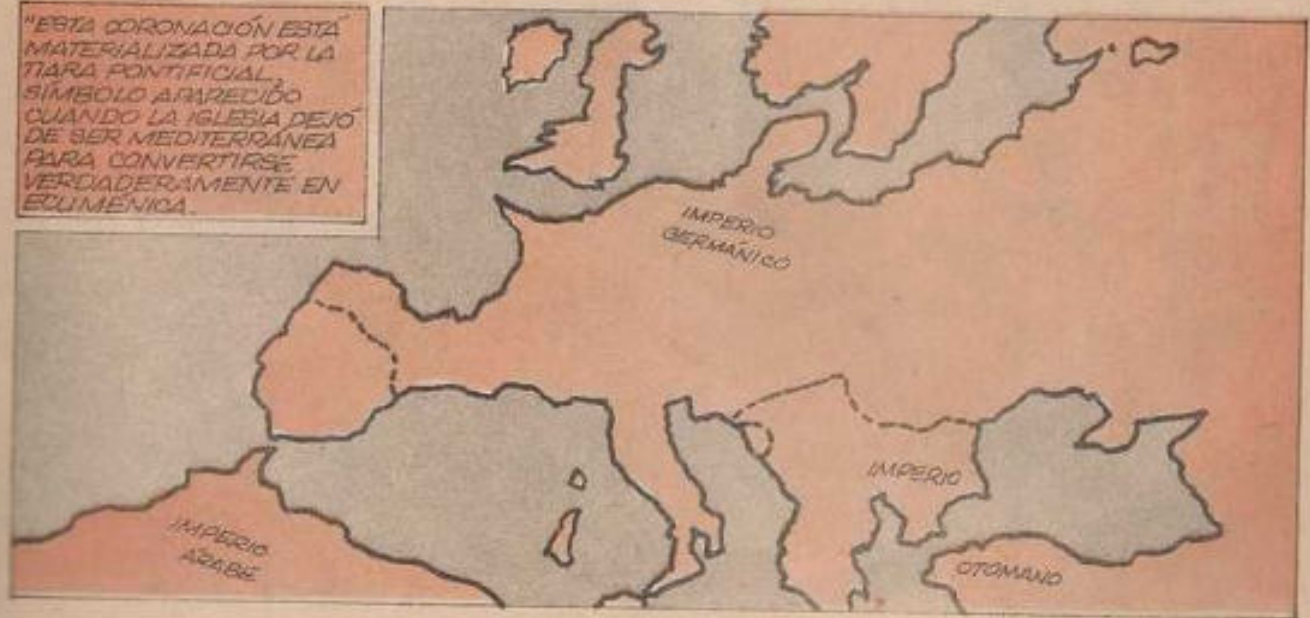 "ESTA CORONACIÓN ESTÁ
MATERIALIZADA POR LA
TIARA PONTIFICIAL,
SÍMBOLO APARECIDO
CUANDO LA IGLESIA DEJÓ
DE SER MEDITERRÁNEA
PARA CONVERTIRSE
VERDADERAMENTE EN
ECUMÉNICA.
IMPERIO
GERMÁNICO
IMPERIO
IMPERIO
ARABE
OTOMANO